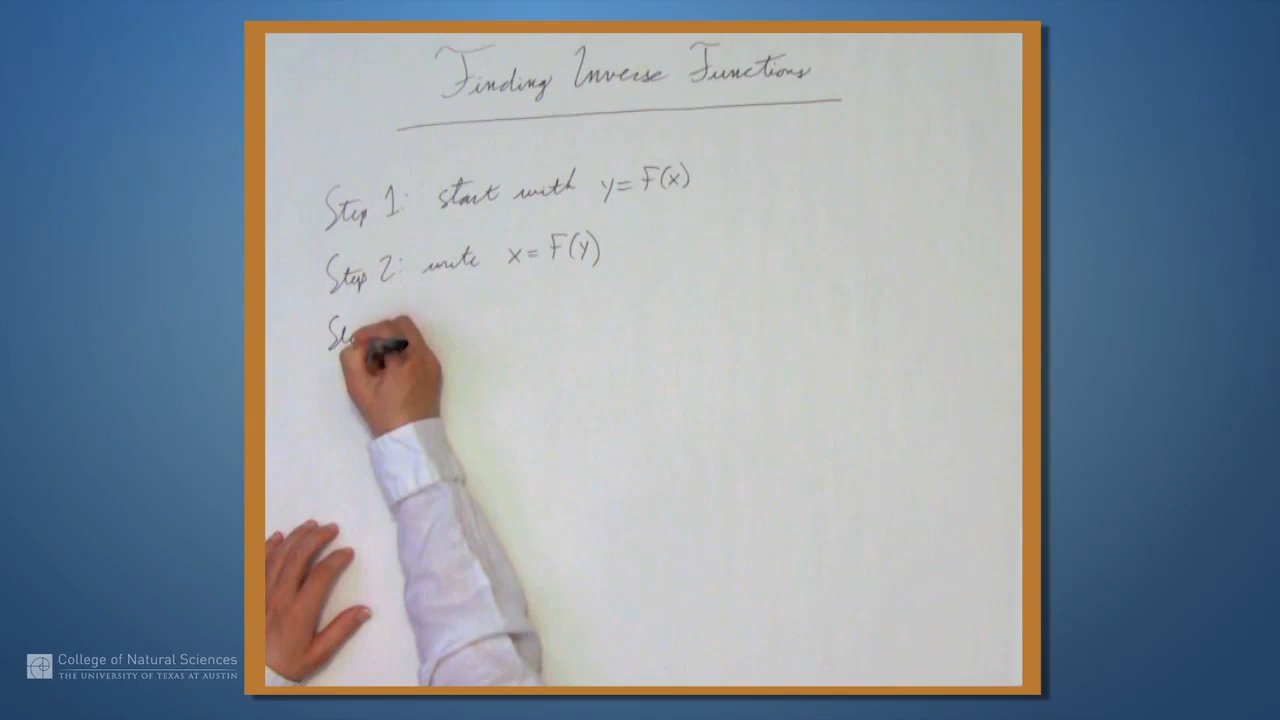 Finding Inverse Functions
Step 1: start with y = F(x)
Step 2: write x = F(y)
College of Natural Sciences
THE UNIVERSITY OF TEXAS AT AUSTIN